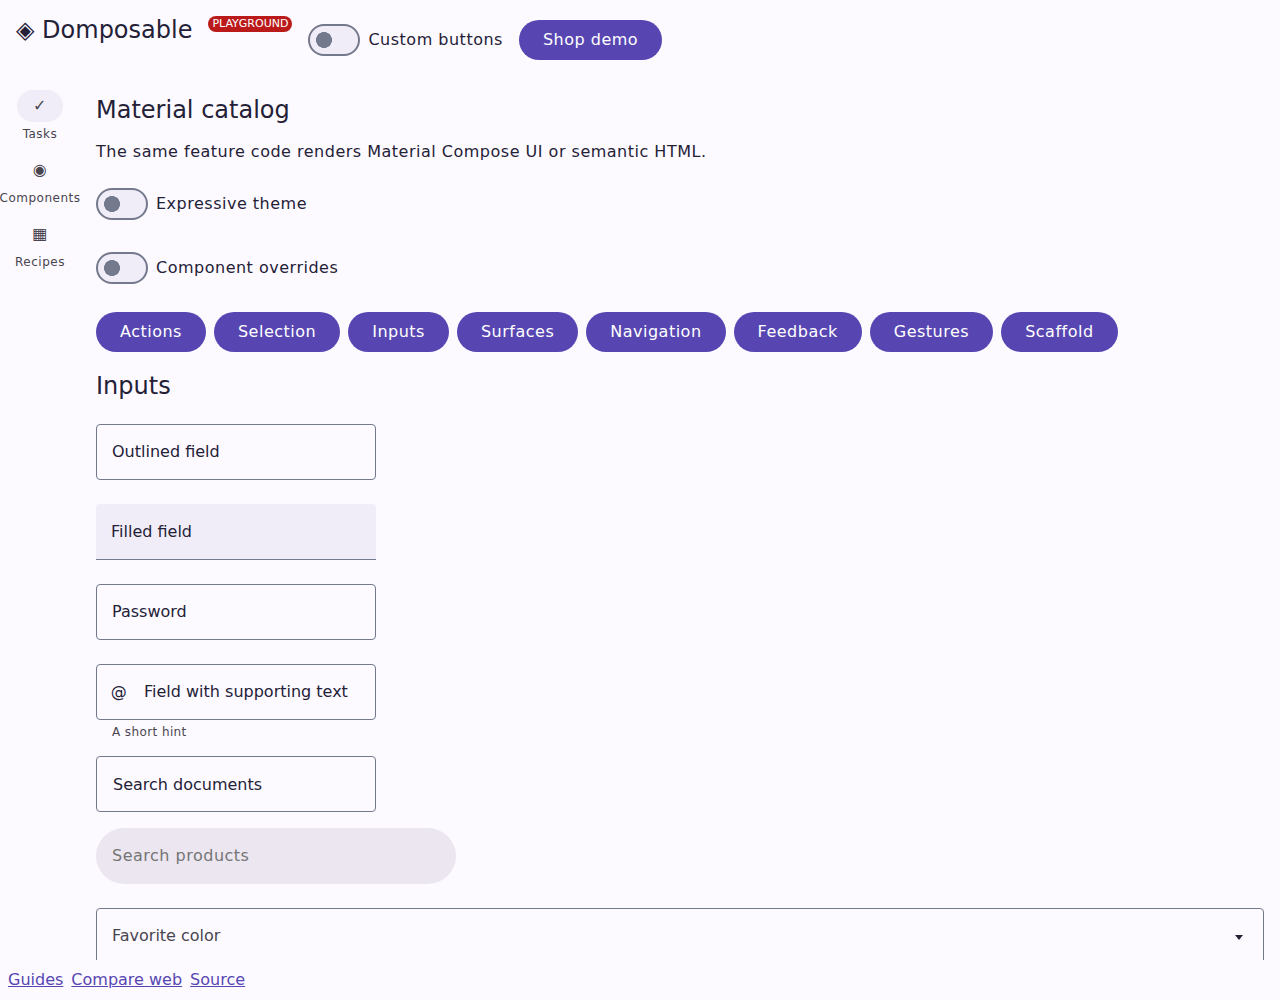 ◈ Domposable PLAYGROUND Custom buttons Shop demo
✓
Tasks
◉
Components
▦
Recipes
Material catalog
The same feature code renders Material Compose UI or semantic HTML.
Expressive theme
Component overrides
Actions Selection Inputs Surfaces Navigation Feedback Gestures Scaffold
Inputs
Outlined field
Filled field
Password
@ Field with supporting text
A short hint
Search documents
Search products
Favorite color
Guides Compare web Source